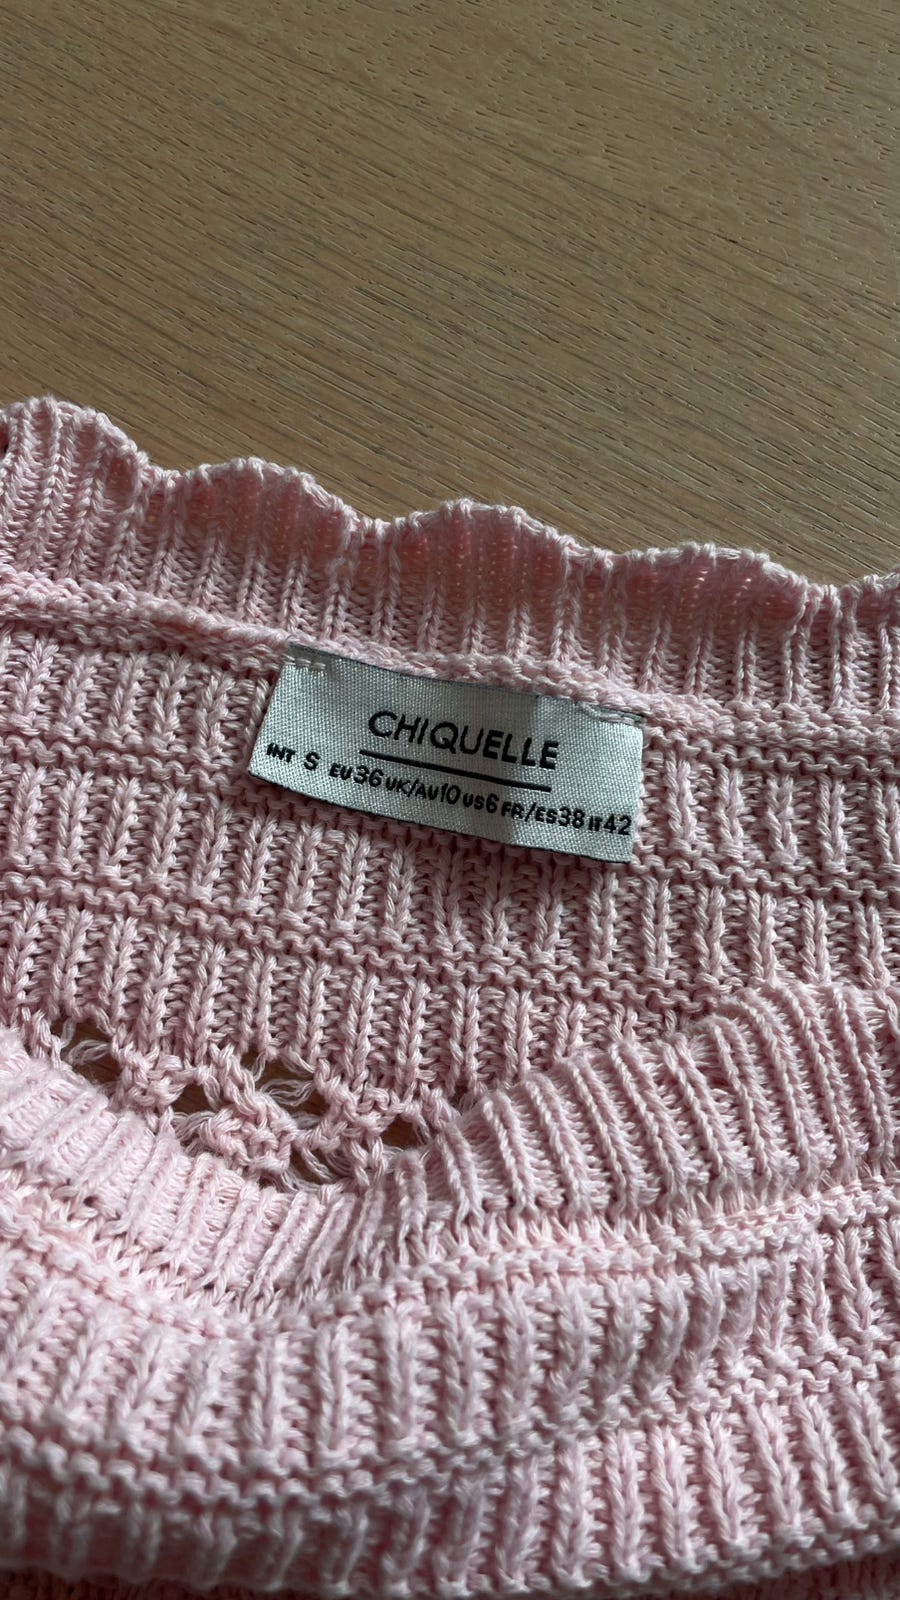 CHIQUELLE
INT S EU36 UK/AU10 US6 FR/ES38 IT42